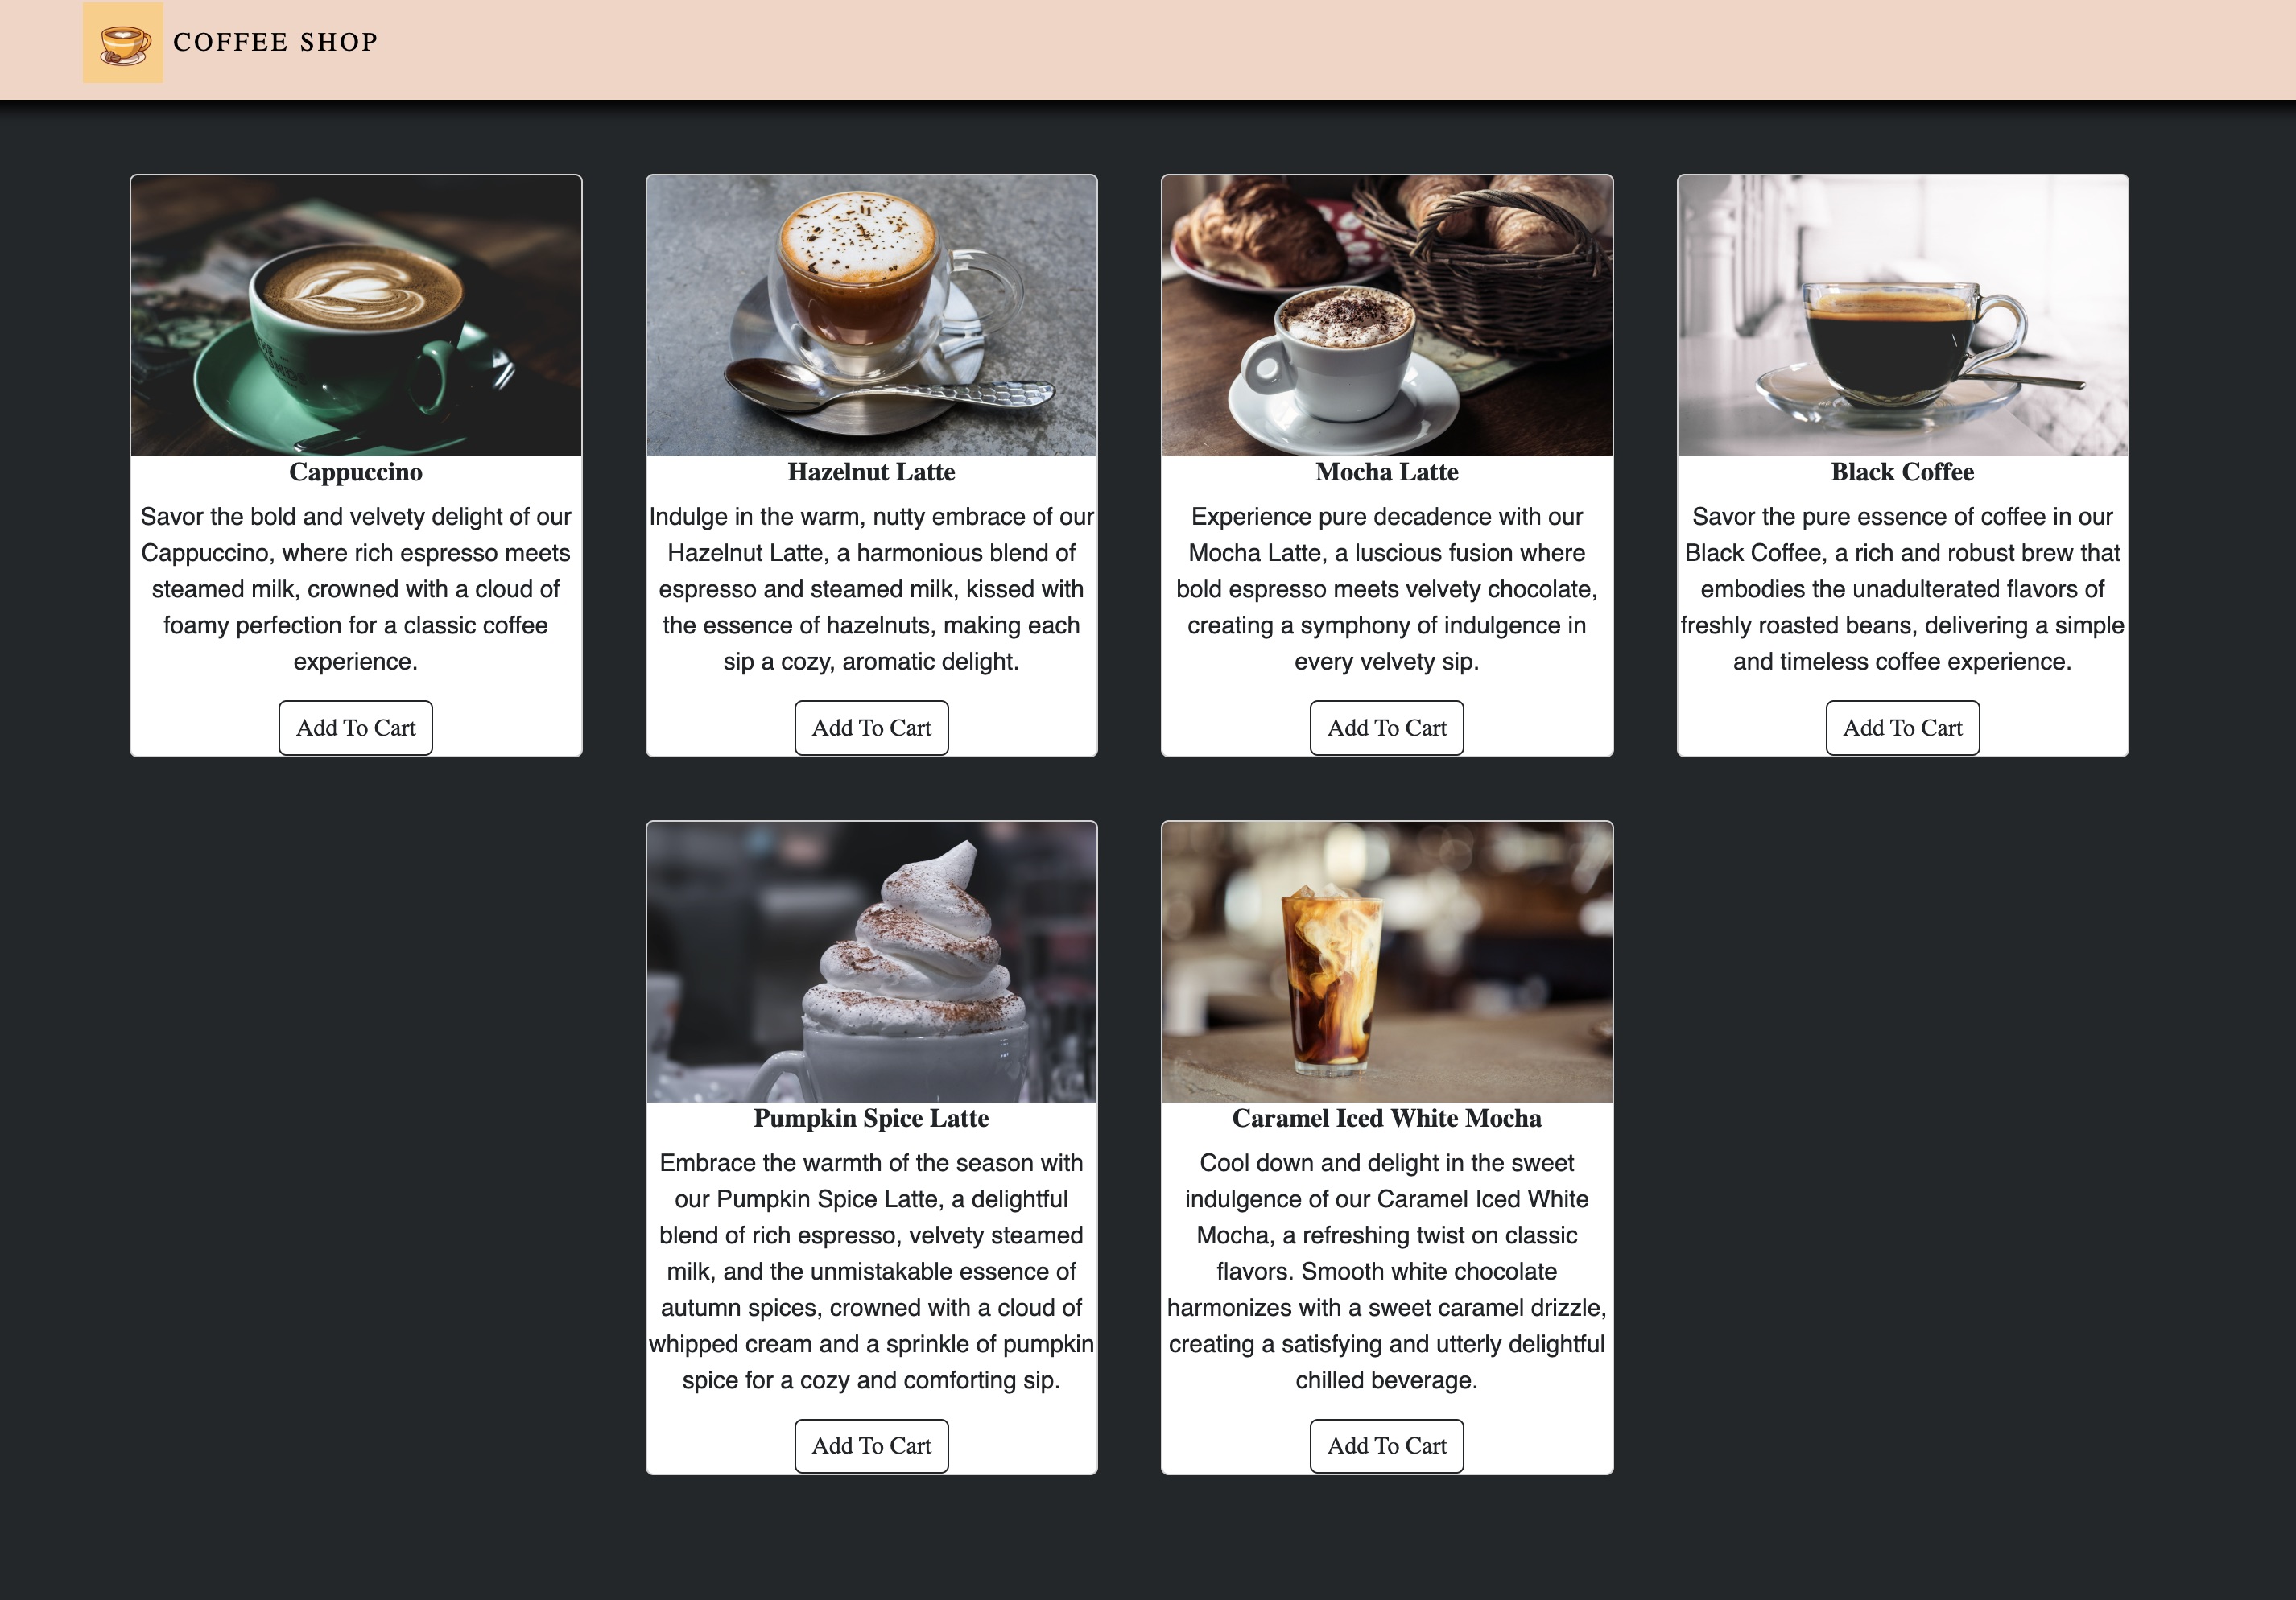 COFFEE SHOP
Cappuccino
Savor the bold and velvety delight of our
Cappuccino, where rich espresso meets
steamed milk, crowned with a cloud of
foamy perfection for a classic coffee
experience.
Add To Cart
Hazelnut Latte
Indulge in the warm, nutty embrace of our
Hazelnut Latte, a harmonious blend of
espresso and steamed milk, kissed with
the essence of hazelnuts, making each
sip a cozy, aromatic delight.
Add To Cart
Mocha Latte
Experience pure decadence with our
Mocha Latte, a luscious fusion where
bold espresso meets velvety chocolate,
creating a symphony of indulgence in
every velvety sip.
Add To Cart
Black Coffee
Savor the pure essence of coffee in our
Black Coffee, a rich and robust brew that
embodies the unadulterated flavors of
freshly roasted beans, delivering a simple
and timeless coffee experience.
Add To Cart
Pumpkin Spice Latte
Embrace the warmth of the season with
our Pumpkin Spice Latte, a delightful
blend of rich espresso, velvety steamed
milk, and the unmistakable essence of
autumn spices, crowned with a cloud of
whipped cream and a sprinkle of pumpkin
spice for a cozy and comforting sip.
Add To Cart
Caramel Iced White Mocha
Cool down and delight in the sweet
indulgence of our Caramel Iced White
Mocha, a refreshing twist on classic
flavors. Smooth white chocolate
harmonizes with a sweet caramel drizzle,
creating a satisfying and utterly delightful
chilled beverage.
Add To Cart